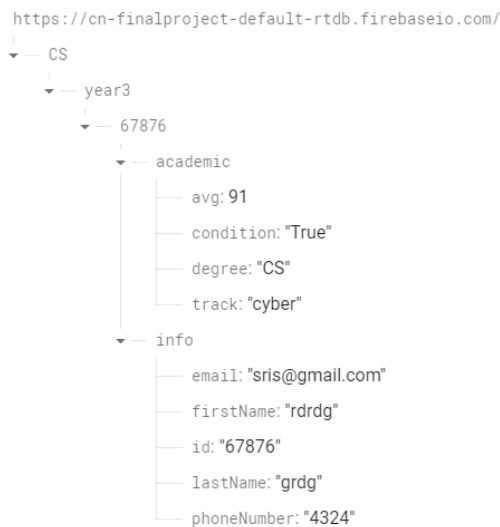 https://cn-finalproject-default-rtdb.firebaseio.com/
CS
year3
67876
academic
avg: 91
condition: "True"
degree: "CS"
track: "cyber"
info
email: "sris@gmail.com"
firstName: "rdrdg"
id: "67876"
lastName: "grdg"
phoneNumber: "4324"